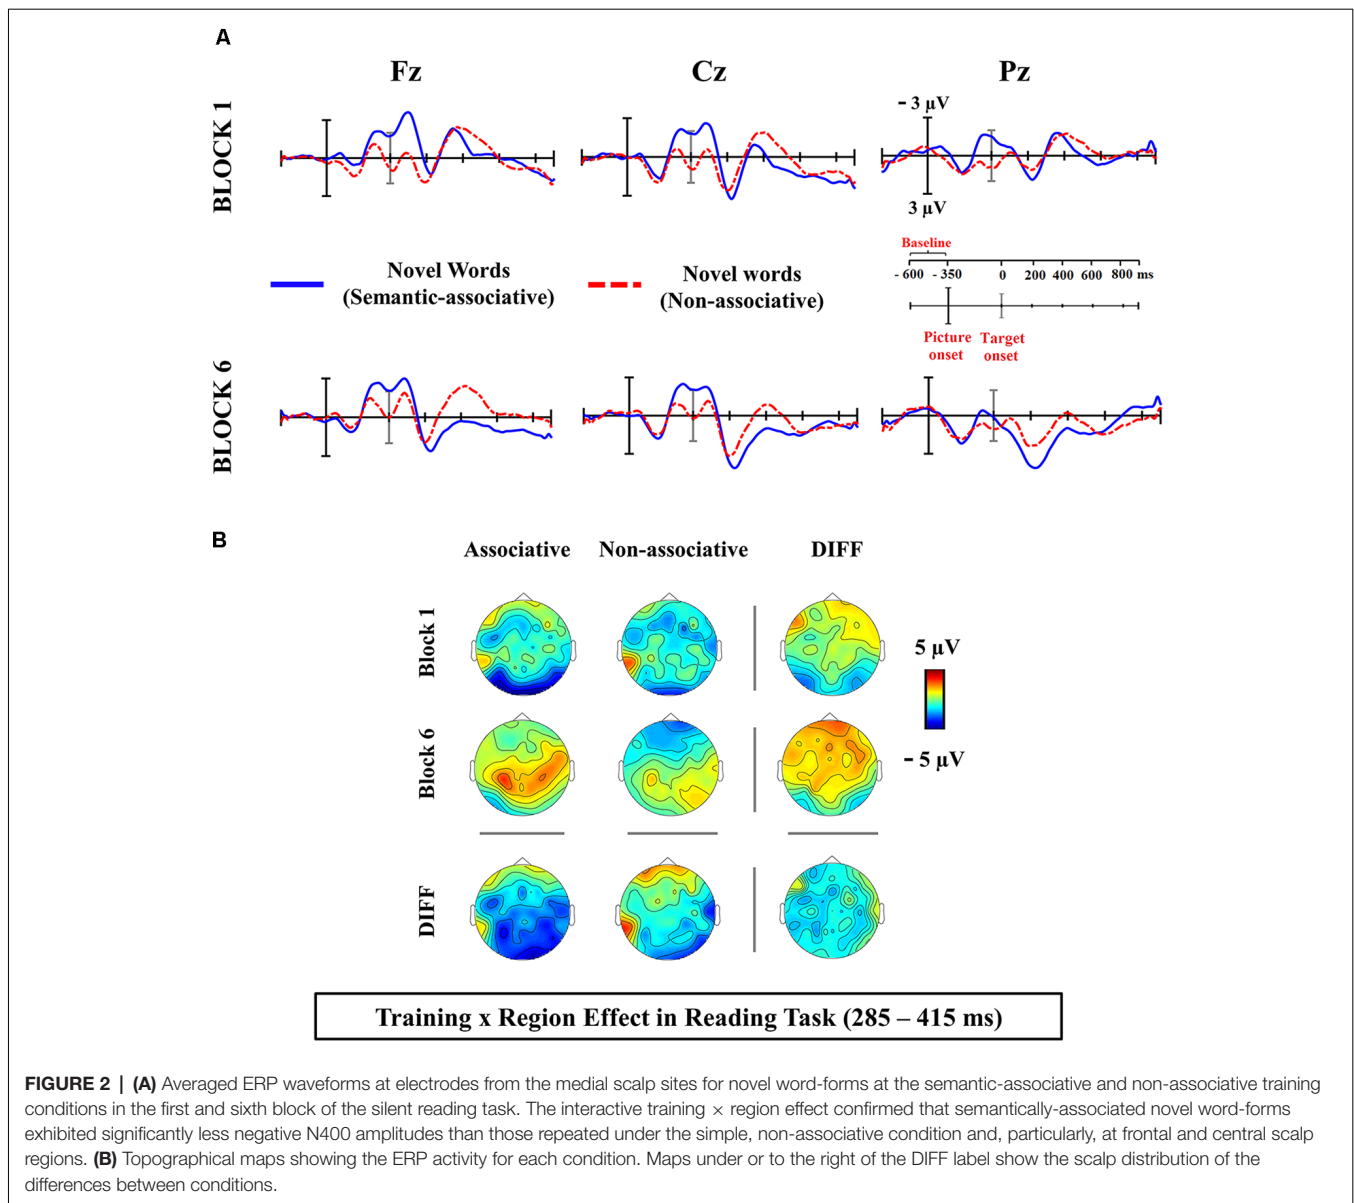 A
Fz Cz Pz
BLOCK 1
- 3 µV
3 µV
Novel Words
(Semantic-associative)
Novel words
(Non-associative)
Baseline
- 600 - 350 0 200 400 600 800 ms
Picture
onset
Target
onset
BLOCK 6
B
Associative Non-associative DIFF
Block 1
5 µV
- 5 µV
Block 6
DIFF
Training x Region Effect in Reading Task (285 – 415 ms)
FIGURE 2 | (A) Averaged ERP waveforms at electrodes from the medial scalp sites for novel word-forms at the semantic-associative and non-associative training
conditions in the first and sixth block of the silent reading task. The interactive training × region effect confirmed that semantically-associated novel word-forms
exhibited significantly less negative N400 amplitudes than those repeated under the simple, non-associative condition and, particularly, at frontal and central scalp
regions. (B) Topographical maps showing the ERP activity for each condition. Maps under or to the right of the DIFF label show the scalp distribution of the
differences between conditions.